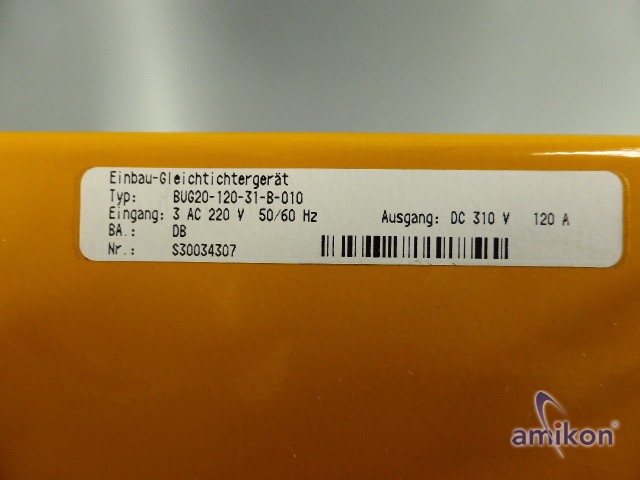 Einbau-Gleichtichtergerät
Typ: BUG20-120-31-B-010
Eingang: 3 AC 220 V 50/60 Hz Ausgang: DC 310 V 120 A
BA.: DB
Nr.: S30034307
amikon